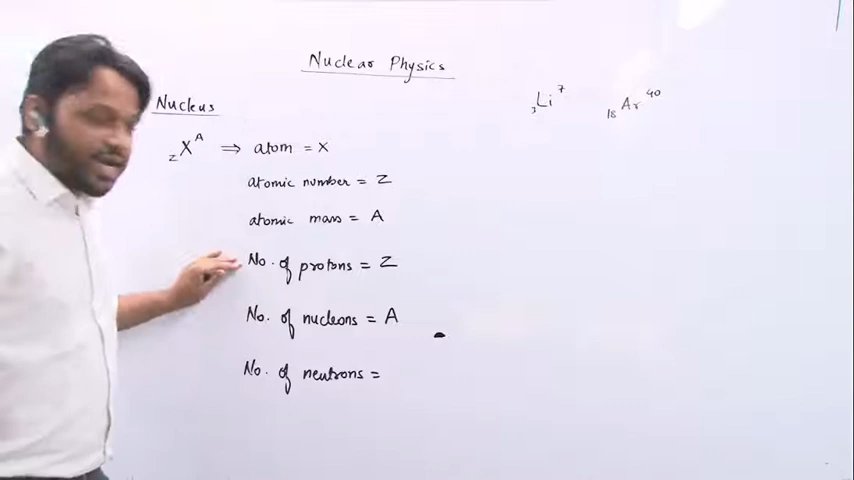 Nuclear Physics
Nucleus
₃Li⁷ ₁₈Ar⁴⁰
zXᴬ ⇒ atom = X
atomic number = Z
atomic mass = A
No. of protons = Z
No. of nucleons = A
No. of neutrons =